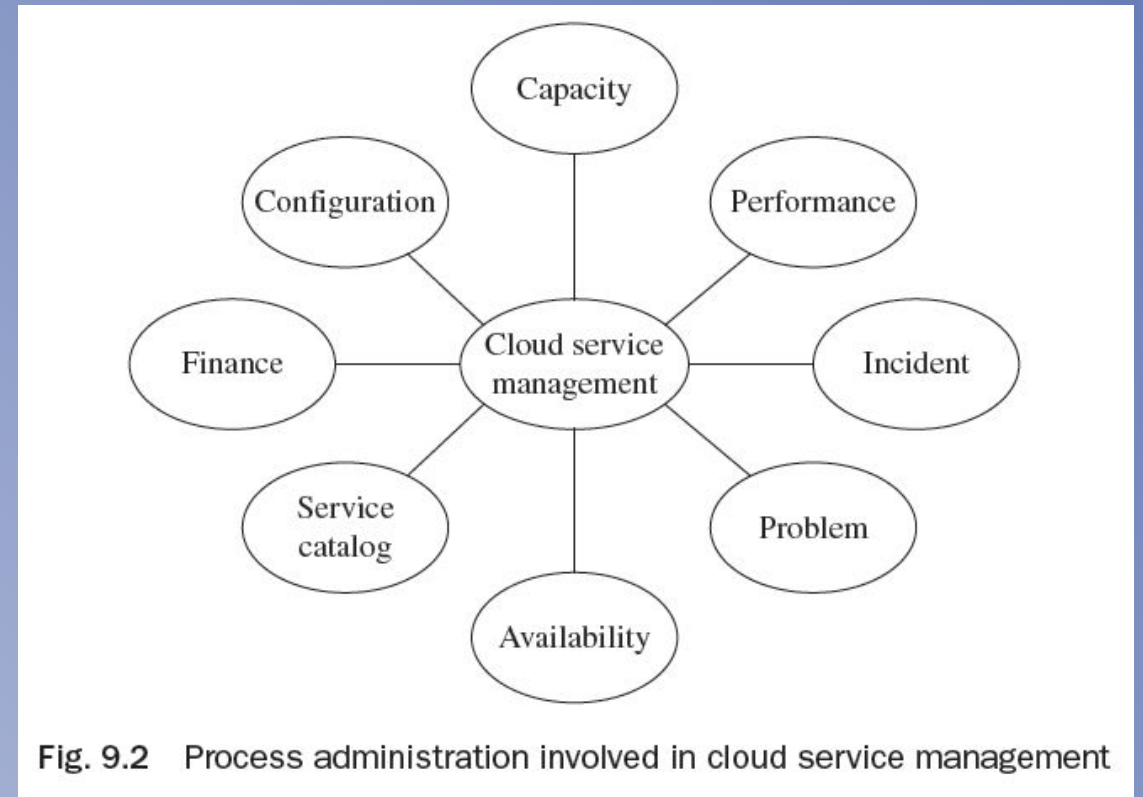 Capacity
Configuration
Performance
Finance
Cloud service
management
Incident
Service
catalog
Problem
Availability
Fig. 9.2 Process administration involved in cloud service management